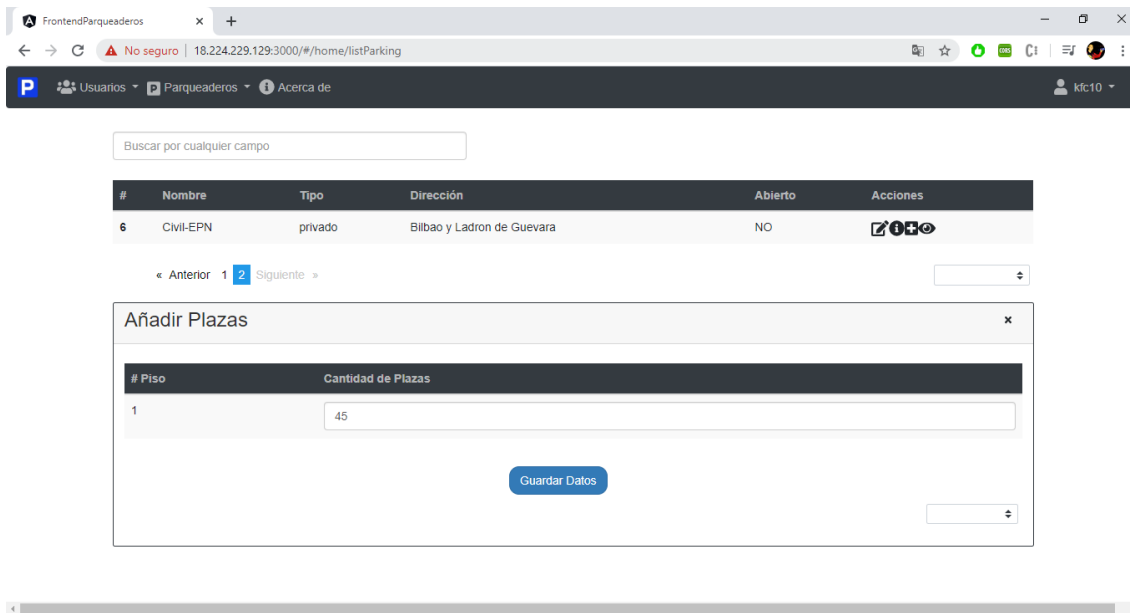 FrontendParqueaderos
No seguro | 18.224.229.129:3000/#/home/listParking
P Usuarios P Parqueaderos Acerca de kfc10
Buscar por cualquier campo
# Nombre Tipo Dirección Abierto Acciones
6 Civil-EPN privado Bilbao y Ladron de Guevara NO
« Anterior 1 2 Siguiente »
Añadir Plazas ×
# Piso Cantidad de Plazas
1 45
Guardar Datos